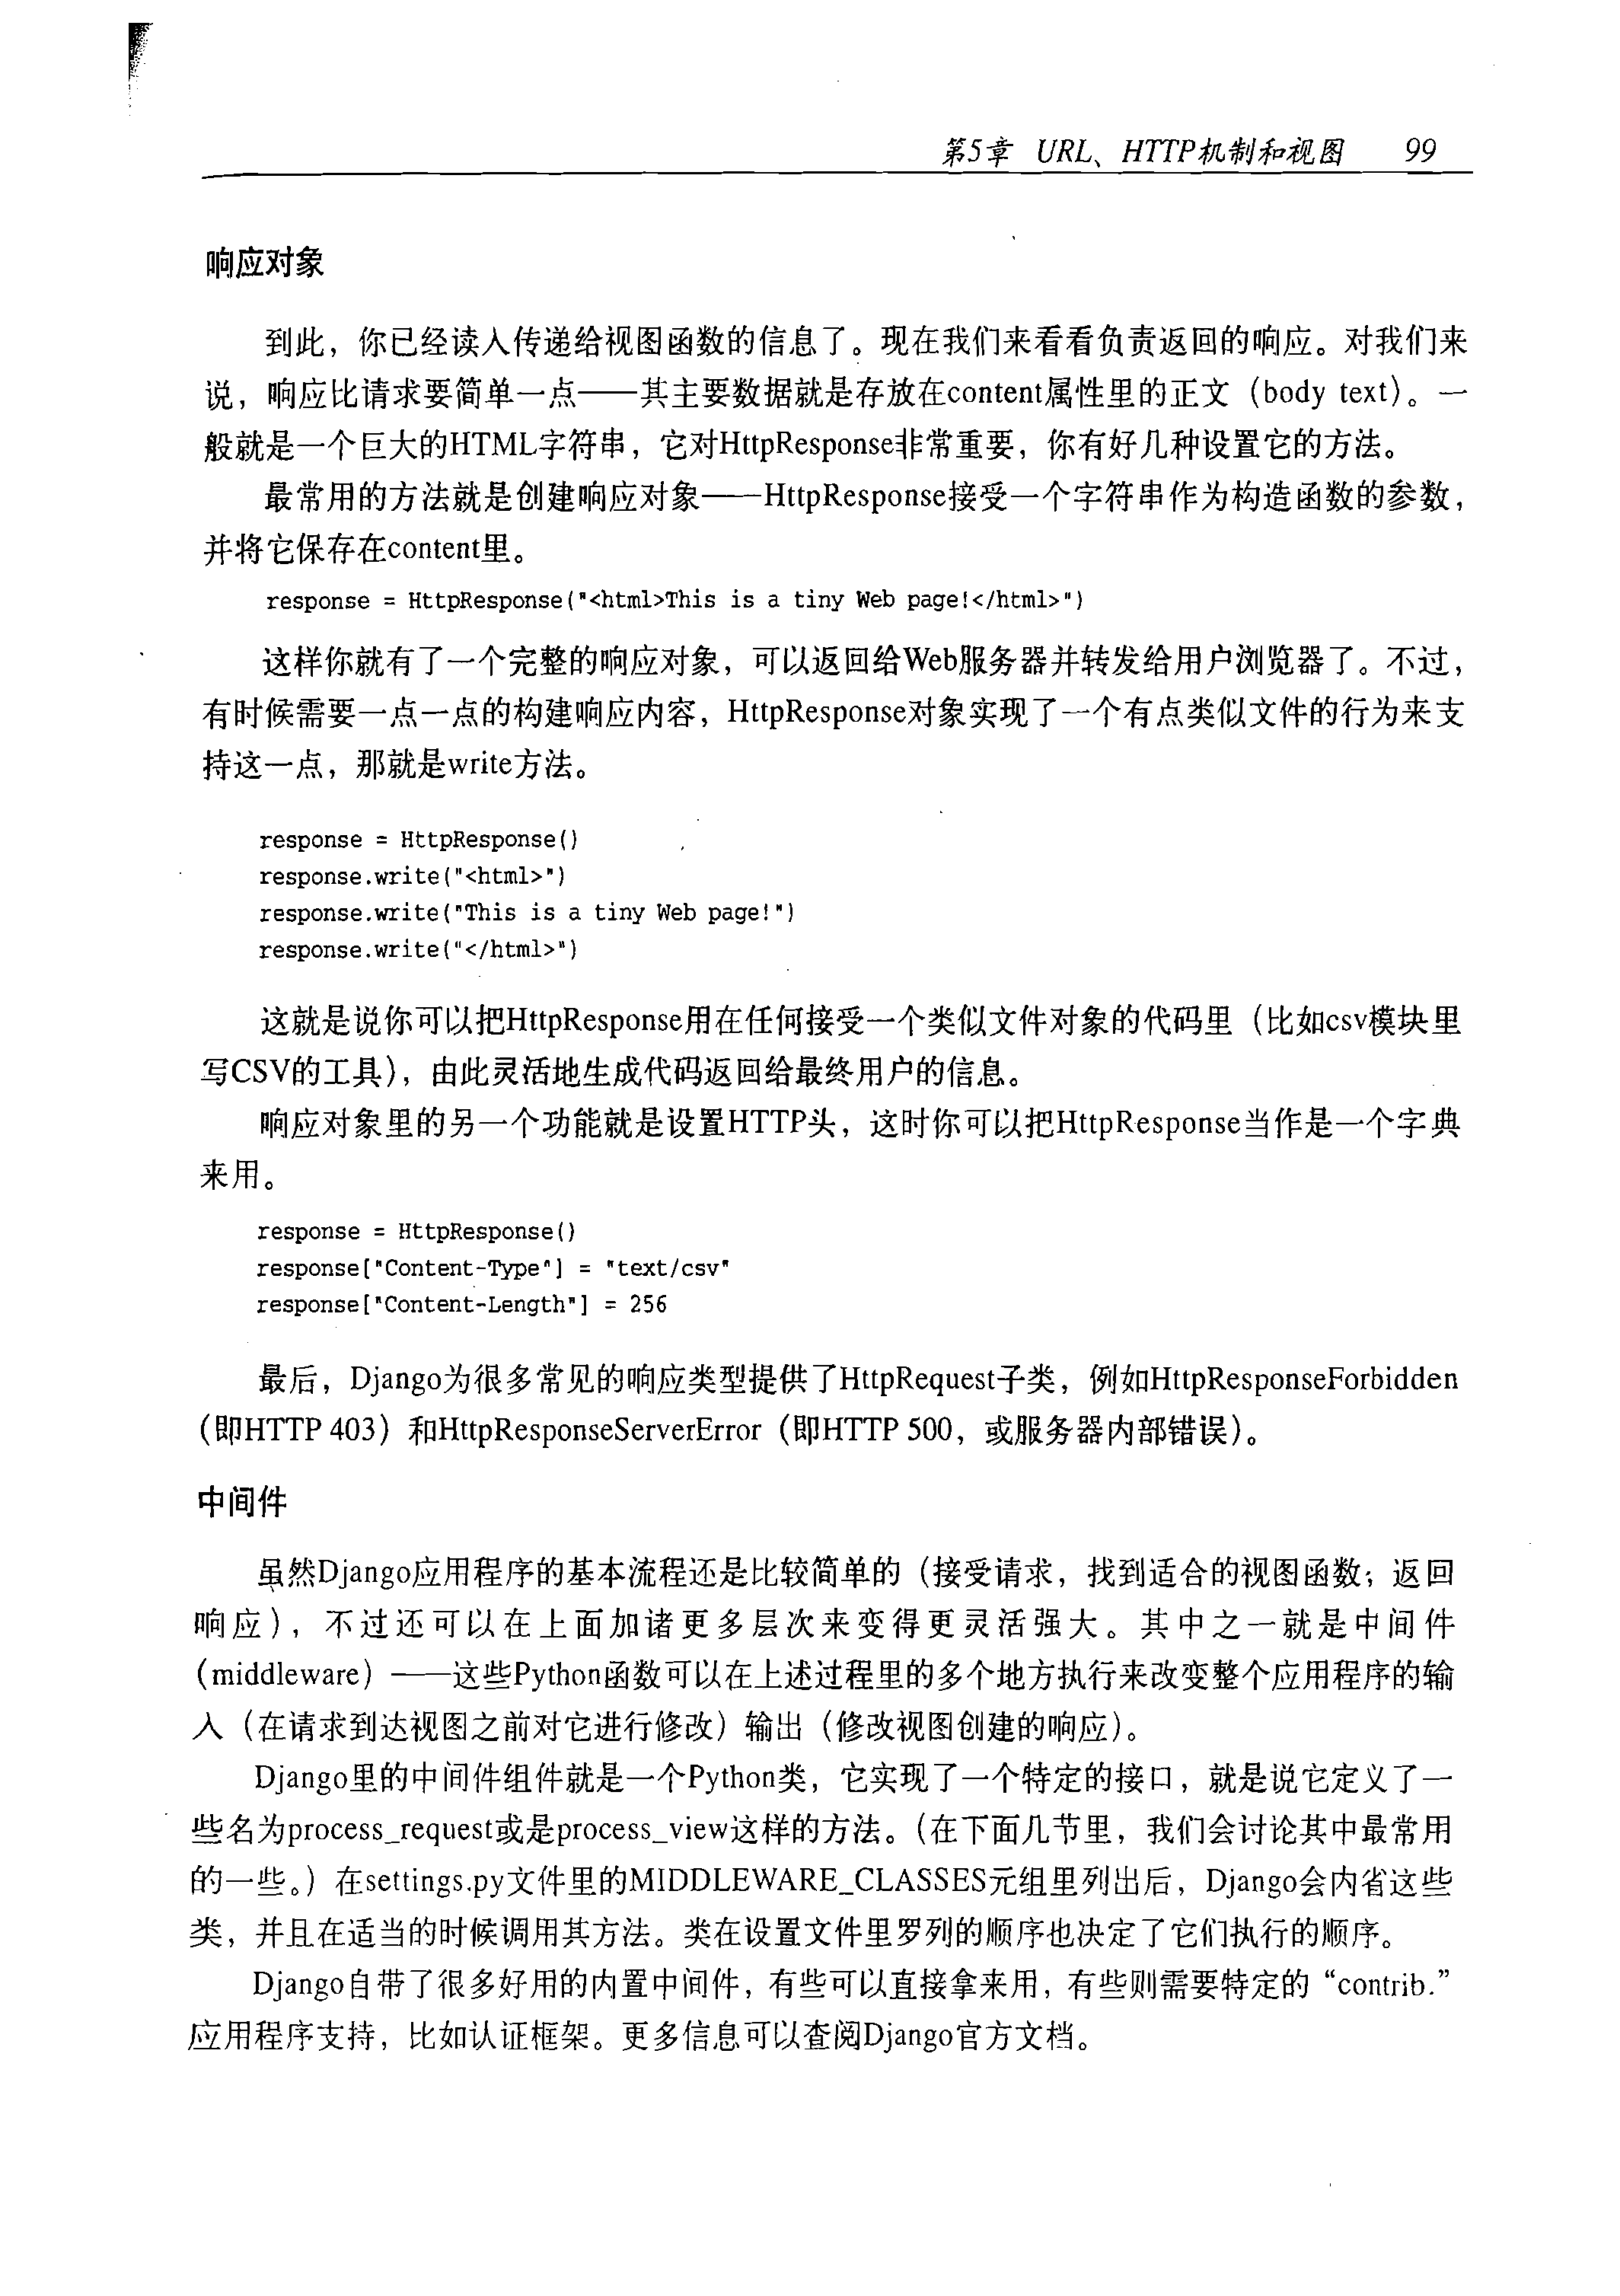 第5章 URL、HTTP机制和视图 99
响应对象
到此，你已经读入传递给视图函数的信息了。现在我们来看看负责返回的响应。对我们来
说，响应比请求要简单一点——其主要数据就是存放在content属性里的正文（body text）。一
般就是一个巨大的HTML字符串，它对HttpResponse非常重要，你有好几种设置它的方法。
最常用的方法就是创建响应对象——HttpResponse接受一个字符串作为构造函数的参数，
并将它保存在content里。
response = HttpResponse("<html>This is a tiny Web page!</html>")
这样你就有了一个完整的响应对象，可以返回给Web服务器并转发给用户浏览器了。不过，
有时候需要一点一点的构建响应内容，HttpResponse对象实现了一个有点类似文件的行为来支
持这一点，那就是write方法。
response = HttpResponse()
response.write("<html>")
response.write("This is a tiny Web page!")
response.write("</html>")
这就是说你可以把HttpResponse用在任何接受一个类似文件对象的代码里（比如csv模块里
写CSV的工具），由此灵活地生成代码返回给最终用户的信息。
响应对象里的另一个功能就是设置HTTP头，这时你可以把HttpResponse当作是一个字典
来用。
response = HttpResponse()
response["Content-Type"] = "text/csv"
response["Content-Length"] = 256
最后，Django为很多常见的响应类型提供了HttpRequest子类，例如HttpResponseForbidden
（即HTTP 403）和HttpResponseServerError（即HTTP 500，或服务器内部错误）。
中间件
虽然Django应用程序的基本流程还是比较简单的（接受请求，找到适合的视图函数；返回
响应），不过还可以在上面加诸更多层次来变得更灵活强大。其中之一就是中间件
（middleware）——这些Python函数可以在上述过程里的多个地方执行来改变整个应用程序的输
入（在请求到达视图之前对它进行修改）输出（修改视图创建的响应）。
Django里的中间件组件就是一个Python类，它实现了一个特定的接口，就是说它定义了一
些名为process_request或是process_view这样的方法。（在下面几节里，我们会讨论其中最常用
的一些。）在settings.py文件里的MIDDLEWARE_CLASSES元组里列出后，Django会内省这些
类，并且在适当的时候调用其方法。类在设置文件里罗列的顺序也决定了它们执行的顺序。
Django自带了很多好用的内置中间件，有些可以直接拿来用，有些则需要特定的“contrib.”
应用程序支持，比如认证框架。更多信息可以查阅Django官方文档。